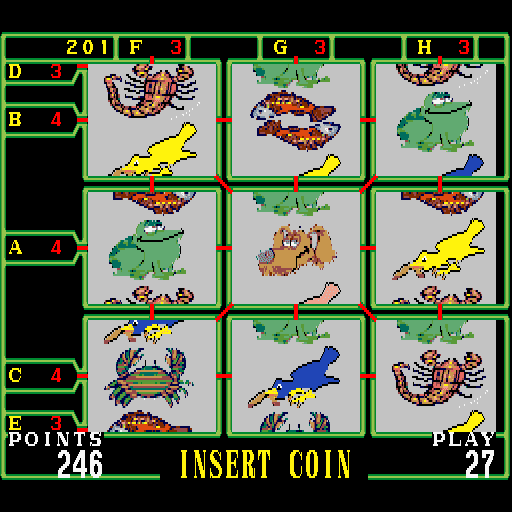 201 F 3 G 3 H 3
D 3
B 4
A 4
C 4
E 3
POINTS PLAY
246 INSERT COIN 27